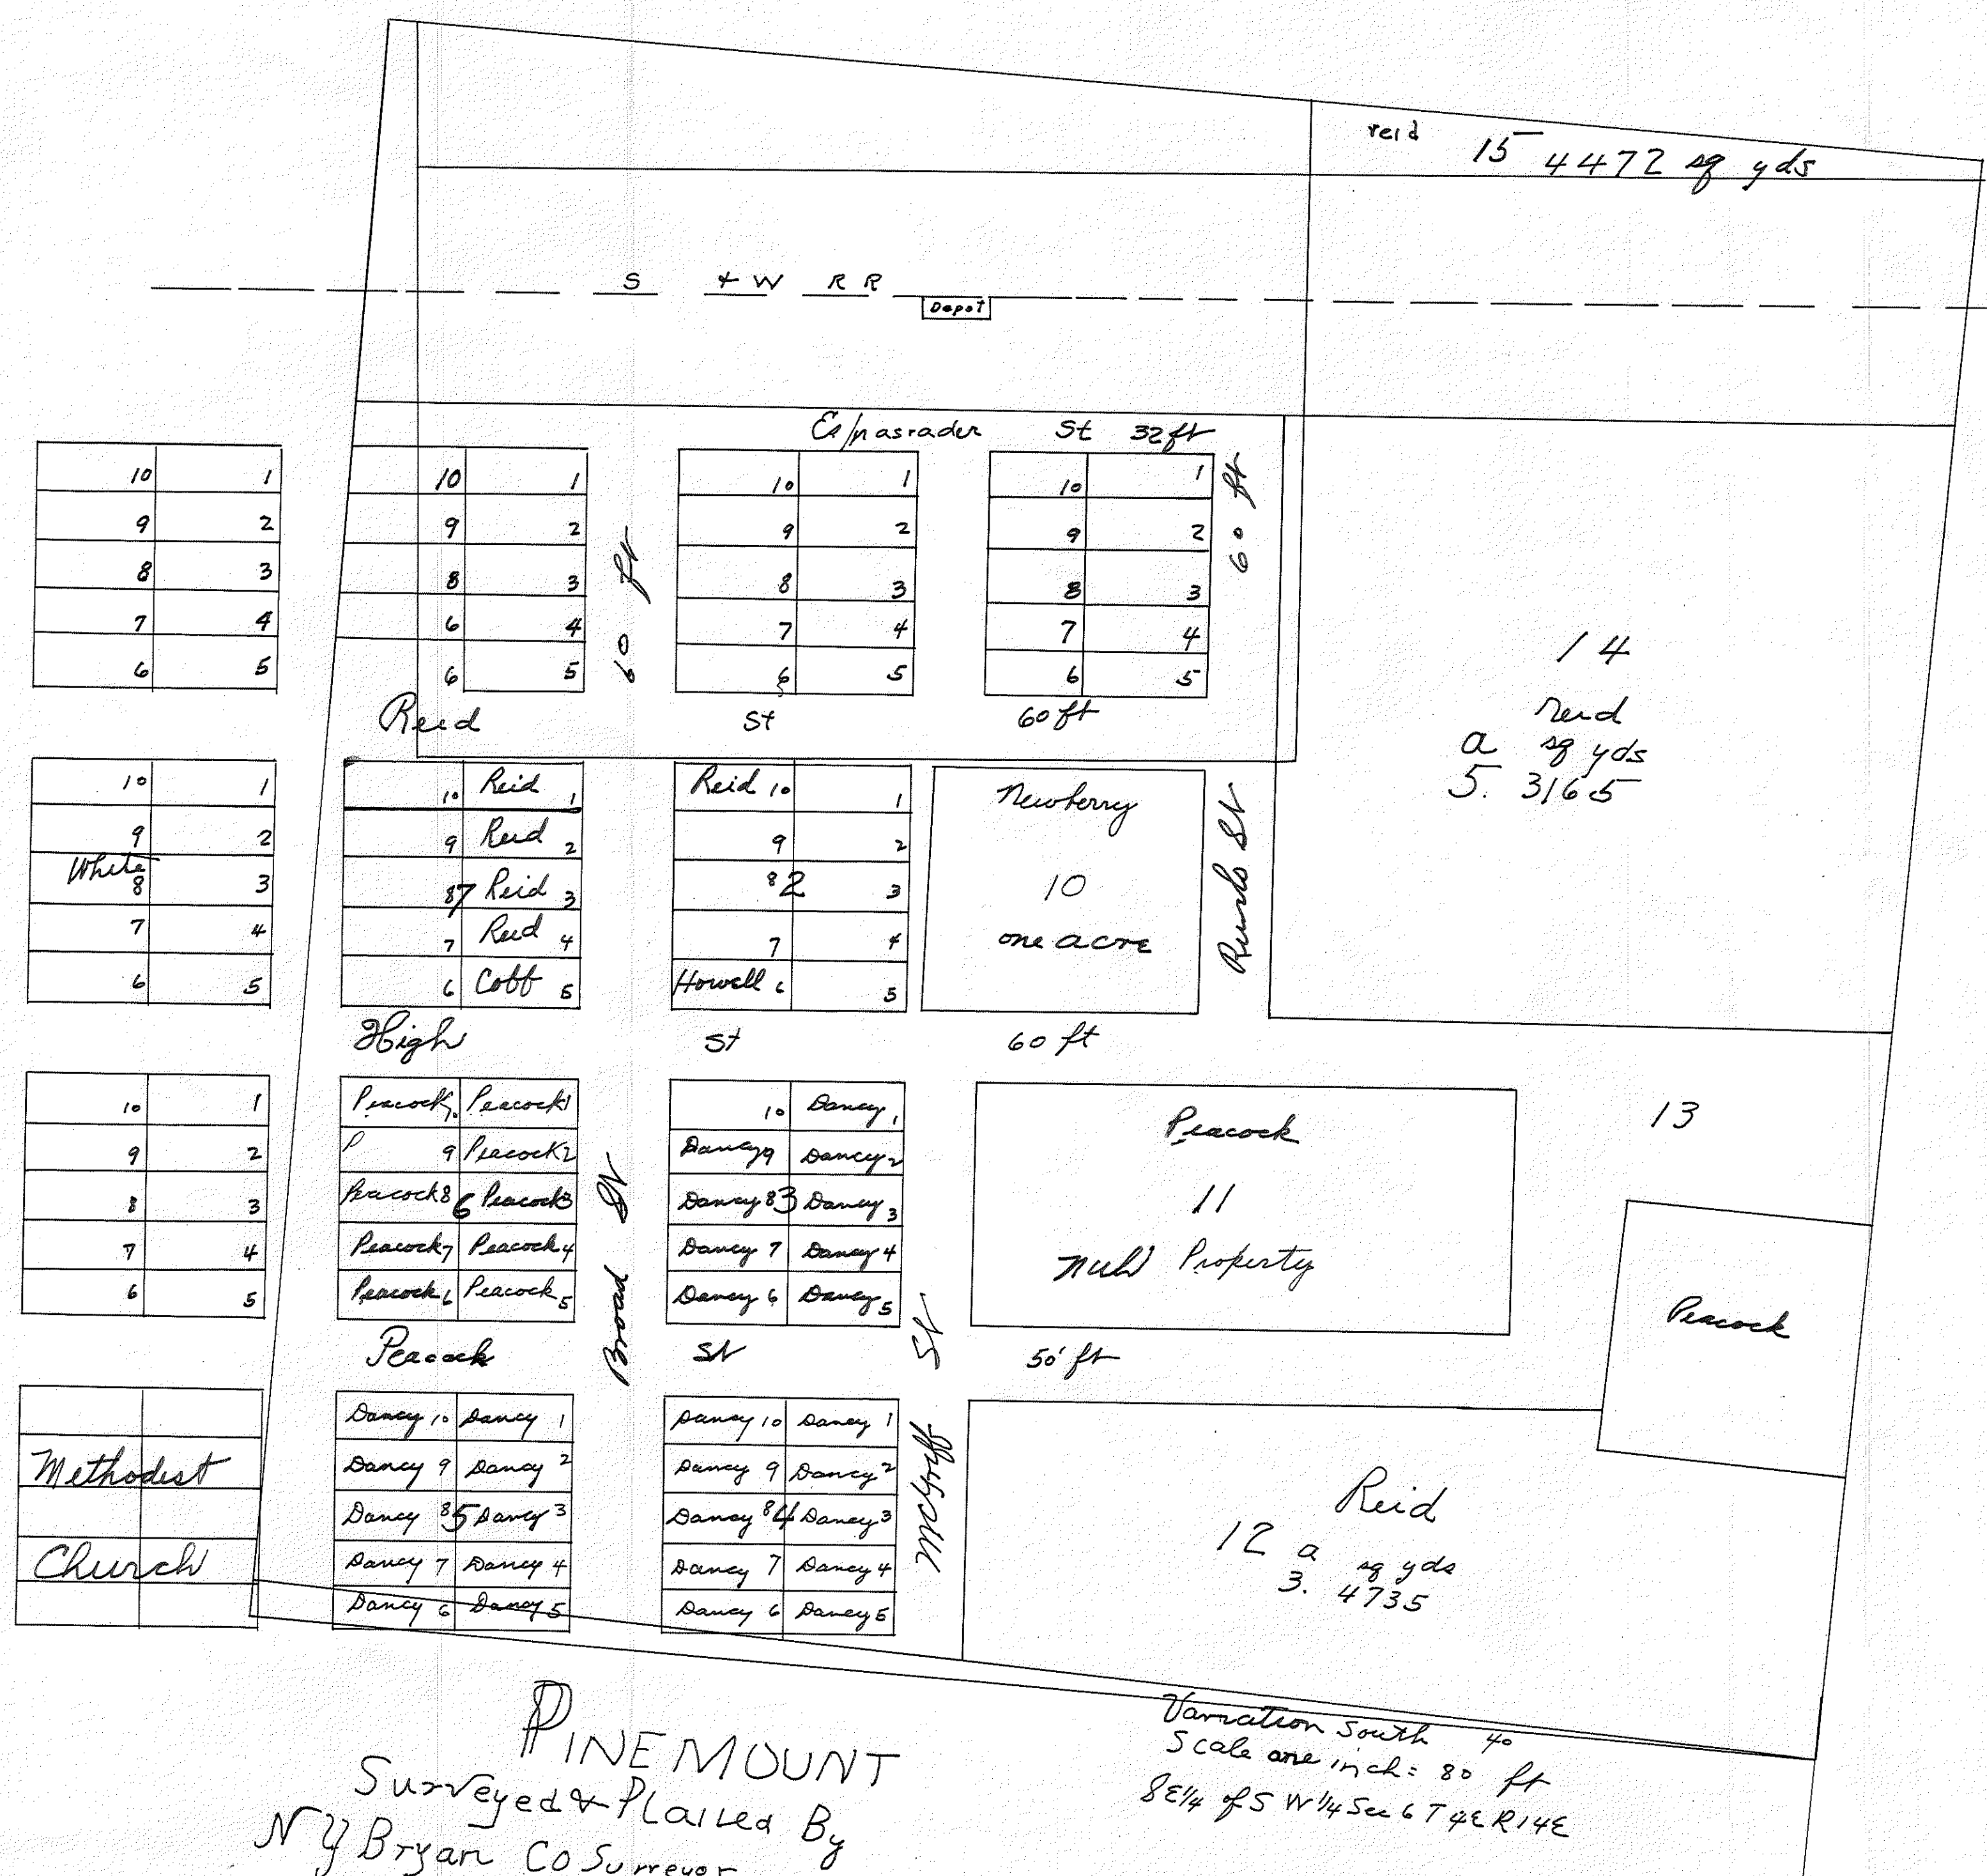 reid 15 4472 sq yds
S & W R R
Depot
St 32 ft
10 1 10 1 10 1 10 1
9 2 9 2 9 2 9 2
8 3 8 3 8 3 8 3
7 4 6 4 7 4 7 4
6 5 6 5 6 5 6 5
60 ft
60 ft
Reid St 60 ft
14
reid
a sq yds
5. 3165
10 1 10 Reid 1 Reid 10 1
9 2 9 Reid 2 9 2
White 8 3 8 7 Reid 3 8 2 3
7 4 7 Reid 4 7 4
6 5 6 Cobb 5 Howell 6 5
Newberry
10
one acre
St
High St 60 ft
10 1 Peacock 10 Peacock 1 10 Dancy 1
9 2 P 9 Peacock 2 Dancy 9 Dancy 2
8 3 Peacock 8 6 Peacock 3 Dancy 8 3 Dancy 3
7 4 Peacock 7 Peacock 4 Dancy 7 Dancy 4
6 5 Peacock 6 Peacock 5 Dancy 6 Dancy 5
Broad St
Peacock
11
Property
13
Peacock
Peacock St 50 ft
McGriff St
Dancy 10 Dancy 1 Dancy 10 Dancy 1
Methodist Dancy 9 Dancy 2 Dancy 9 Dancy 2
Dancy 8 5 Dancy 3 Dancy 8 4 Dancy 3
Church Dancy 7 Dancy 4 Dancy 7 Dancy 4
Dancy 6 Dancy 5 Dancy 6 Dancy 5
Reid
12 a sq yds
3. 4735
PINEMOUNT
Surveyed & Platted By
N Y Bryan Co Surveyor
Variation South 40
Scale one inch = 80 ft
SE 1/4 of S W 1/4 Sec 6 T 4E R 14E